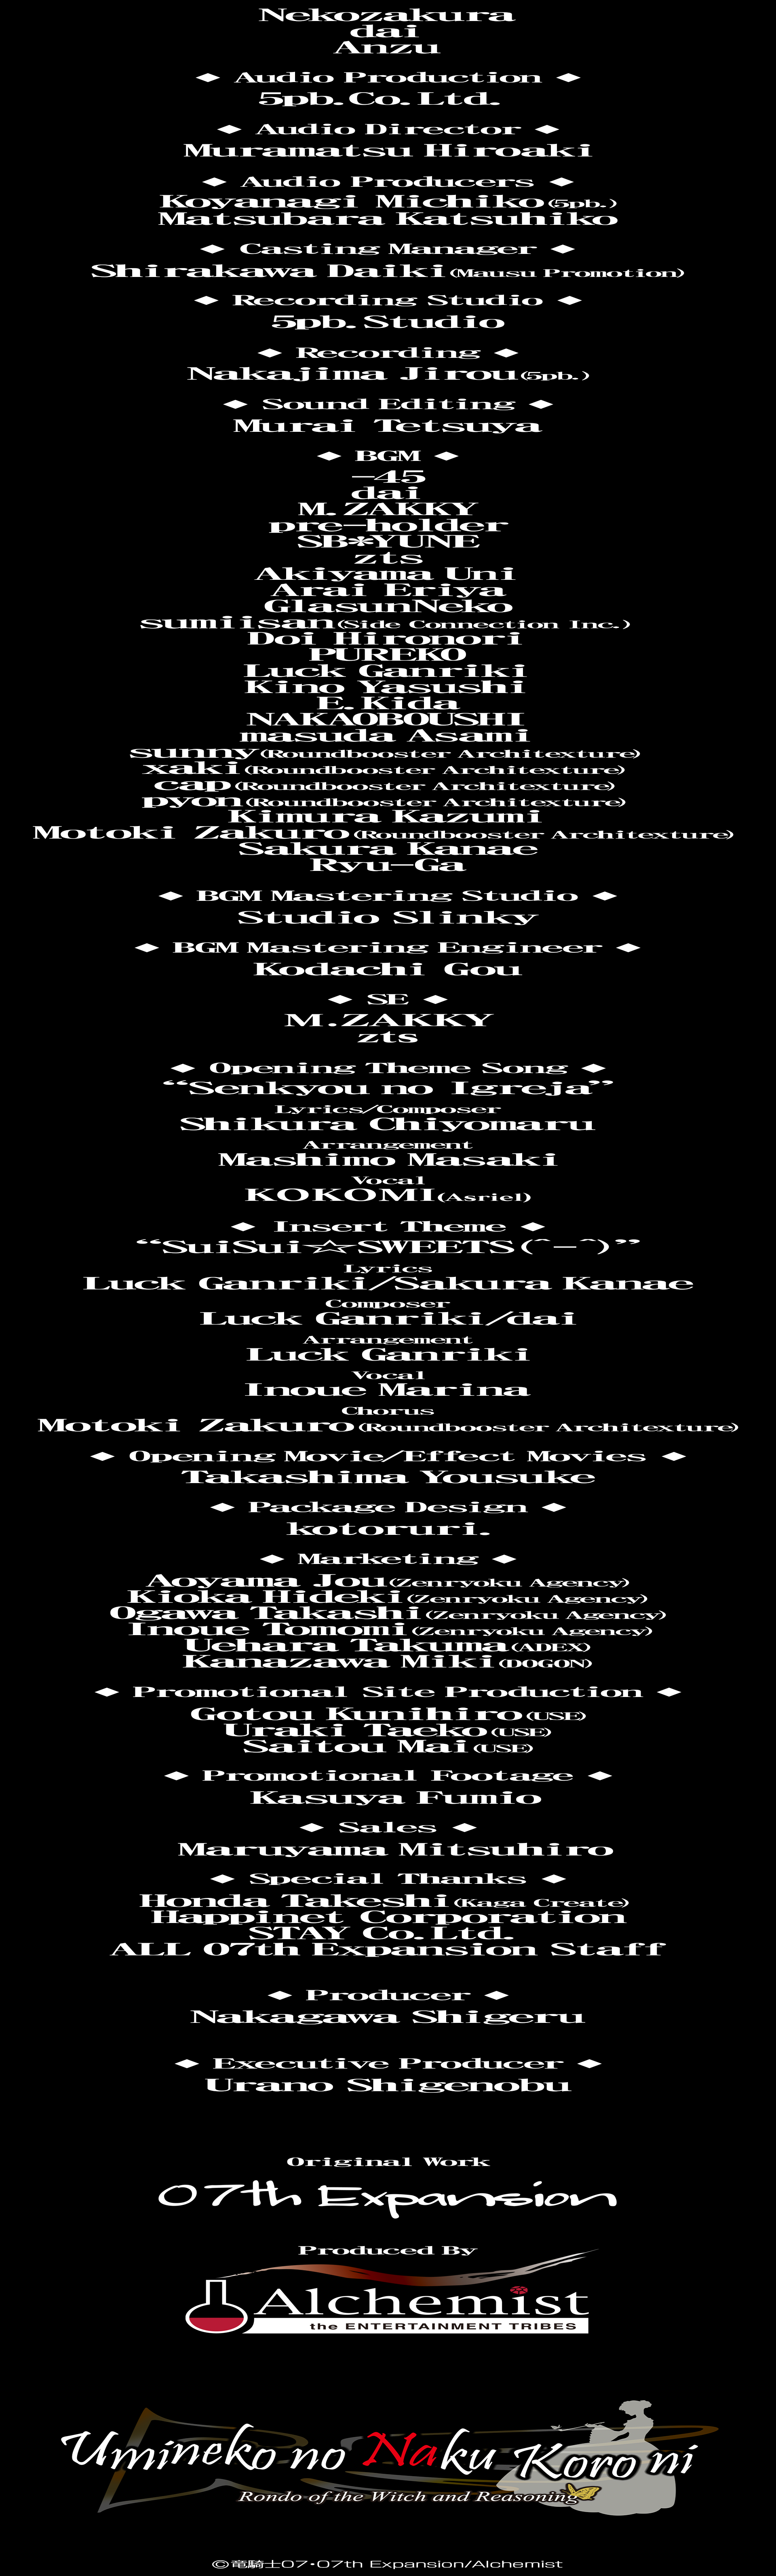 Nekozakura
dai
Anzu
◆ Audio Production ◆
5pb.Co.Ltd.
◆ Audio Director ◆
Muramatsu Hiroaki
◆ Audio Producers ◆
Koyanagi Michiko(5pb.)
Matsubara Katsuhiko
◆ Casting Manager ◆
Shirakawa Daiki(Mausu Promotion)
◆ Recording Studio ◆
5pb.Studio
◆ Recording ◆
Nakajima Jirou(5pb.)
◆ Sound Editing ◆
Murai Tetsuya
◆ BGM ◆
-45
dai
M.ZAKKY
pre-holder
SB*YUNE
zts
Akiyama Uni
Arai Eriya
GlasunNeko
sumiisan(Side Connection Inc.)
Doi Hironori
PUREKO
Luck Ganriki
Kino Yasushi
E.Kida
NAKAOBOUSHI
masuda Asami
sunny(Roundbooster Architexture)
xaki(Roundbooster Architexture)
cap(Roundbooster Architexture)
pyon(Roundbooster Architexture)
Kimura Kazumi
Motoki Zakuro(Roundbooster Architexture)
Sakura Kanae
Ryu-Ga
◆ BGM Mastering Studio ◆
Studio Slinky
◆ BGM Mastering Engineer ◆
Kodachi Gou
◆ SE ◆
M.ZAKKY
zts
◆ Opening Theme Song ◆
“Senkyou no Igreja”
Lyrics/Composer
Shikura Chiyomaru
Arrangement
Mashimo Masaki
Vocal
KOKOMI(Asriel)
◆ Insert Theme ◆
“SuiSui☆SWEETS(^-^)”
Lyrics
Luck Ganriki/Sakura Kanae
Composer
Luck Ganriki/dai
Arrangement
Luck Ganriki
Vocal
Inoue Marina
Chorus
Motoki Zakuro(Roundbooster Architexture)
◆ Opening Movie/Effect Movies ◆
Takashima Yousuke
◆ Package Design ◆
kotoruri.
◆ Marketing ◆
Aoyama Jou(Zenryoku Agency)
Kioka Hideki(Zenryoku Agency)
Ogawa Takashi(Zenryoku Agency)
Inoue Tomomi(Zenryoku Agency)
Uehara Takuma(ADEX)
Kanazawa Miki(DOGON)
◆ Promotional Site Production ◆
Gotou Kunihiro(USE)
Uraki Taeko(USE)
Saitou Mai(USE)
◆ Promotional Footage ◆
Kasuya Fumio
◆ Sales ◆
Maruyama Mitsuhiro
◆ Special Thanks ◆
Honda Takeshi(Kaga Create)
Happinet Corporation
STAY Co.Ltd.
ALL 07th Expansion Staff
◆ Producer ◆
Nakagawa Shigeru
◆ Executive Producer ◆
Urano Shigenobu
Original Work
07th Expansion
Produced By
Alchemist
the ENTERTAINMENT TRIBES
Umineko no Naku Koro ni
Rondo of the Witch and Reasoning
©竜騎士07・07th Expansion/Alchemist